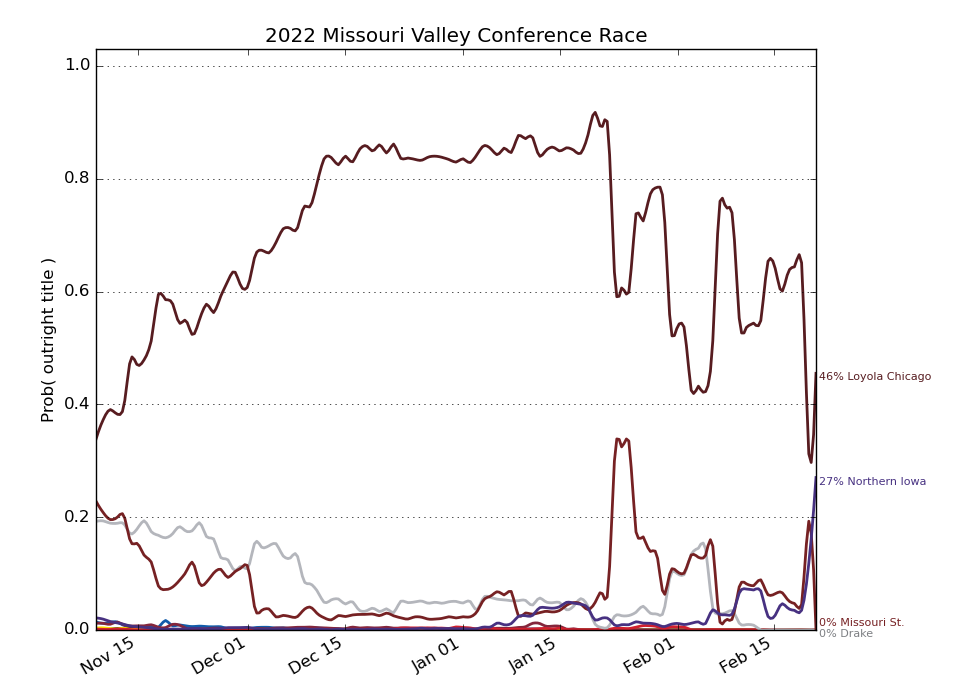 2022 Missouri Valley Conference Race
Prob( outright title )
1.0
0.8
0.6
0.4
0.2
0.0
46% Loyola Chicago
27% Northern Iowa
0% Missouri St.
0% Drake
Nov 15
Dec 01
Dec 15
Jan 01
Jan 15
Feb 01
Feb 15